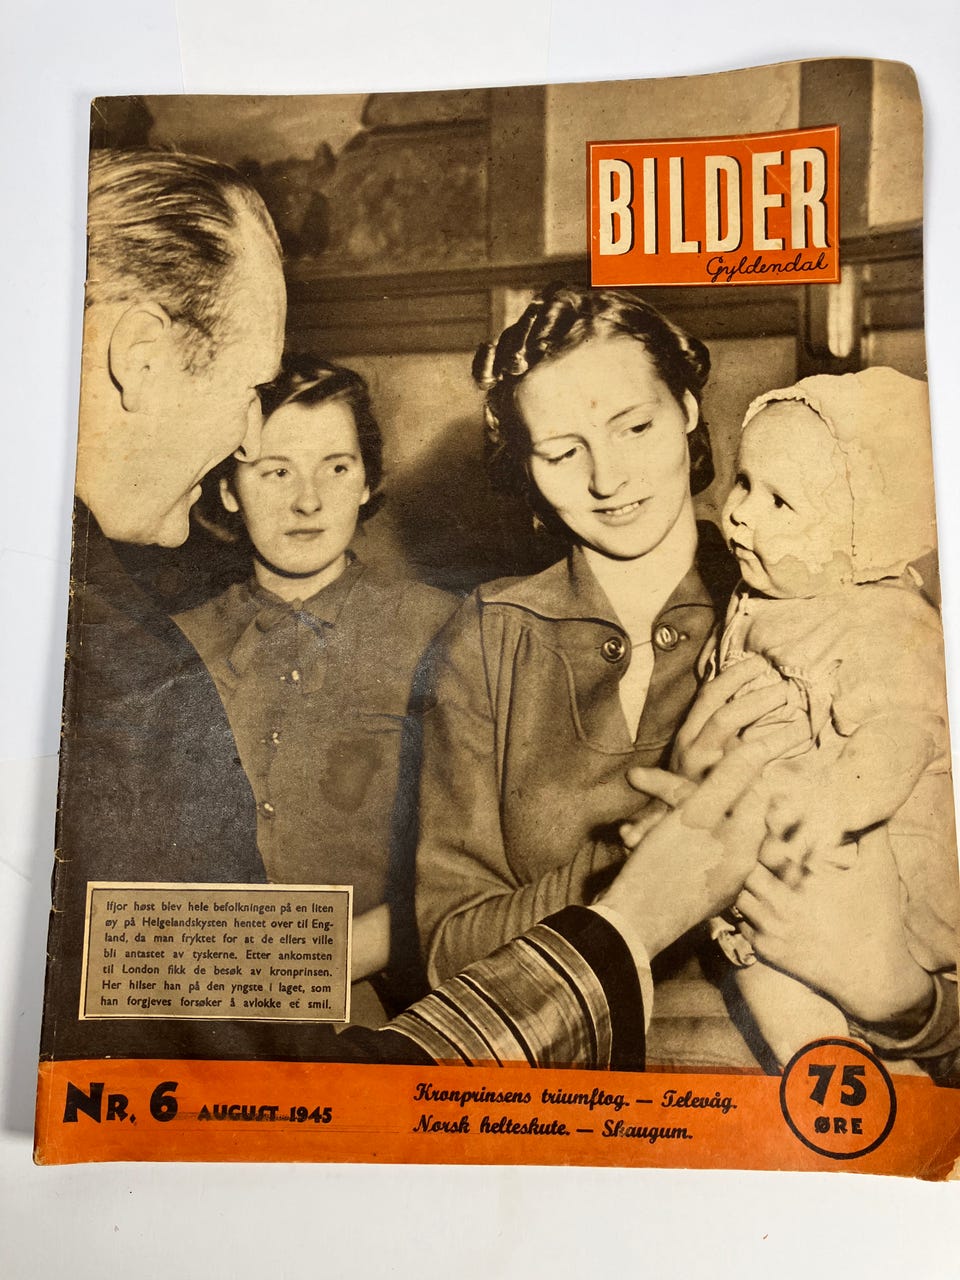 BILDER
Gyldendal
Ifjor høst blev hele befolkningen på en liten
øy på Helgelandskysten hentet over til Eng-
land, da man fryktet for at de ellers ville
bli antastet av tyskerne. Etter ankomsten
til London fikk de besøk av kronprinsen.
Her hilser han på den yngste i laget, som
han forgjeves forsøker å avlokke et smil.
NR. 6 AUGUST 1945
Kronprinsens triumftog. — Televåg.
Norsk helteskute. — Skaugum.
75
ØRE